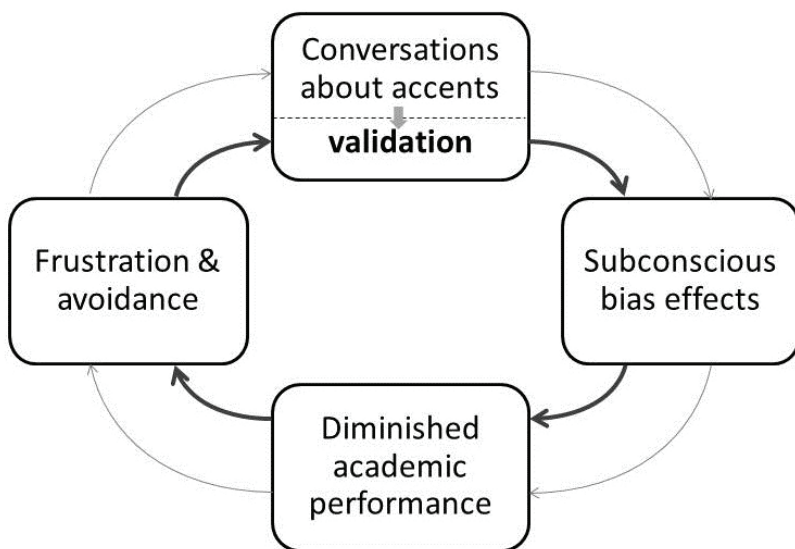 Conversations
about accents
validation
Subconscious
bias effects
Diminished
academic
performance
Frustration &
avoidance